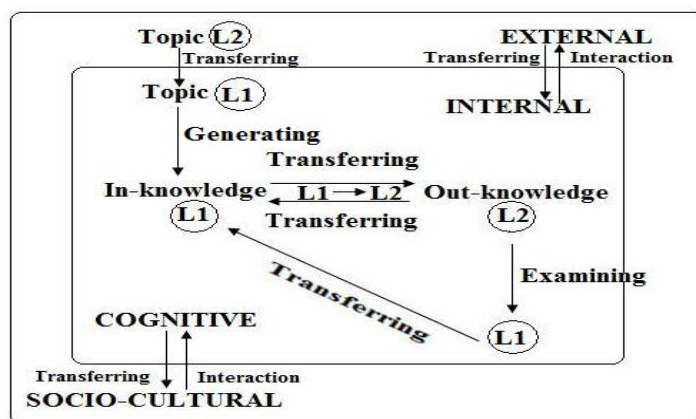 Topic L2
Transferring
Topic L1
Generating
EXTERNAL
Transferring Interaction
INTERNAL
Transferring
In-knowledge L1 → L2 Out-knowledge
L1 Transferring L2
Transferring
Examining
L1
COGNITIVE
Transferring Interaction
SOCIO-CULTURAL